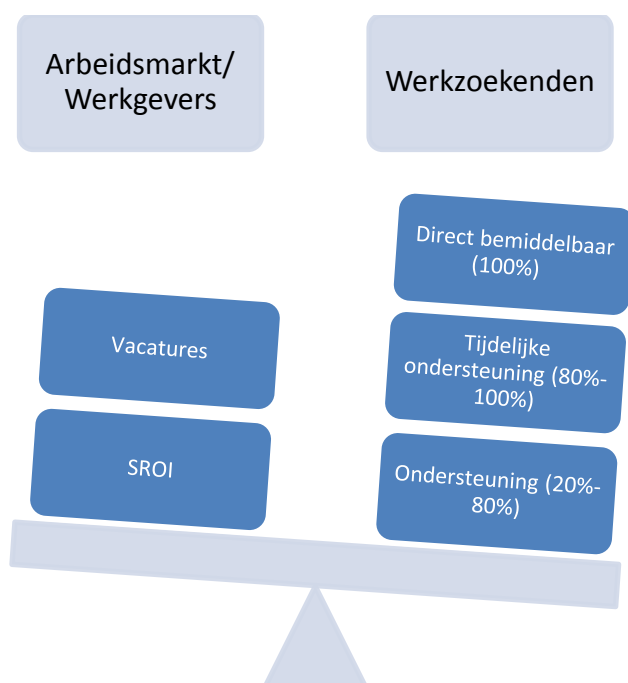 Arbeidsmarkt/
Werkgevers
Werkzoekenden
Vacatures
SROI
Direct bemiddelbaar
(100%)
Tijdelijke
ondersteuning (80%-
100%)
Ondersteuning (20%-
80%)